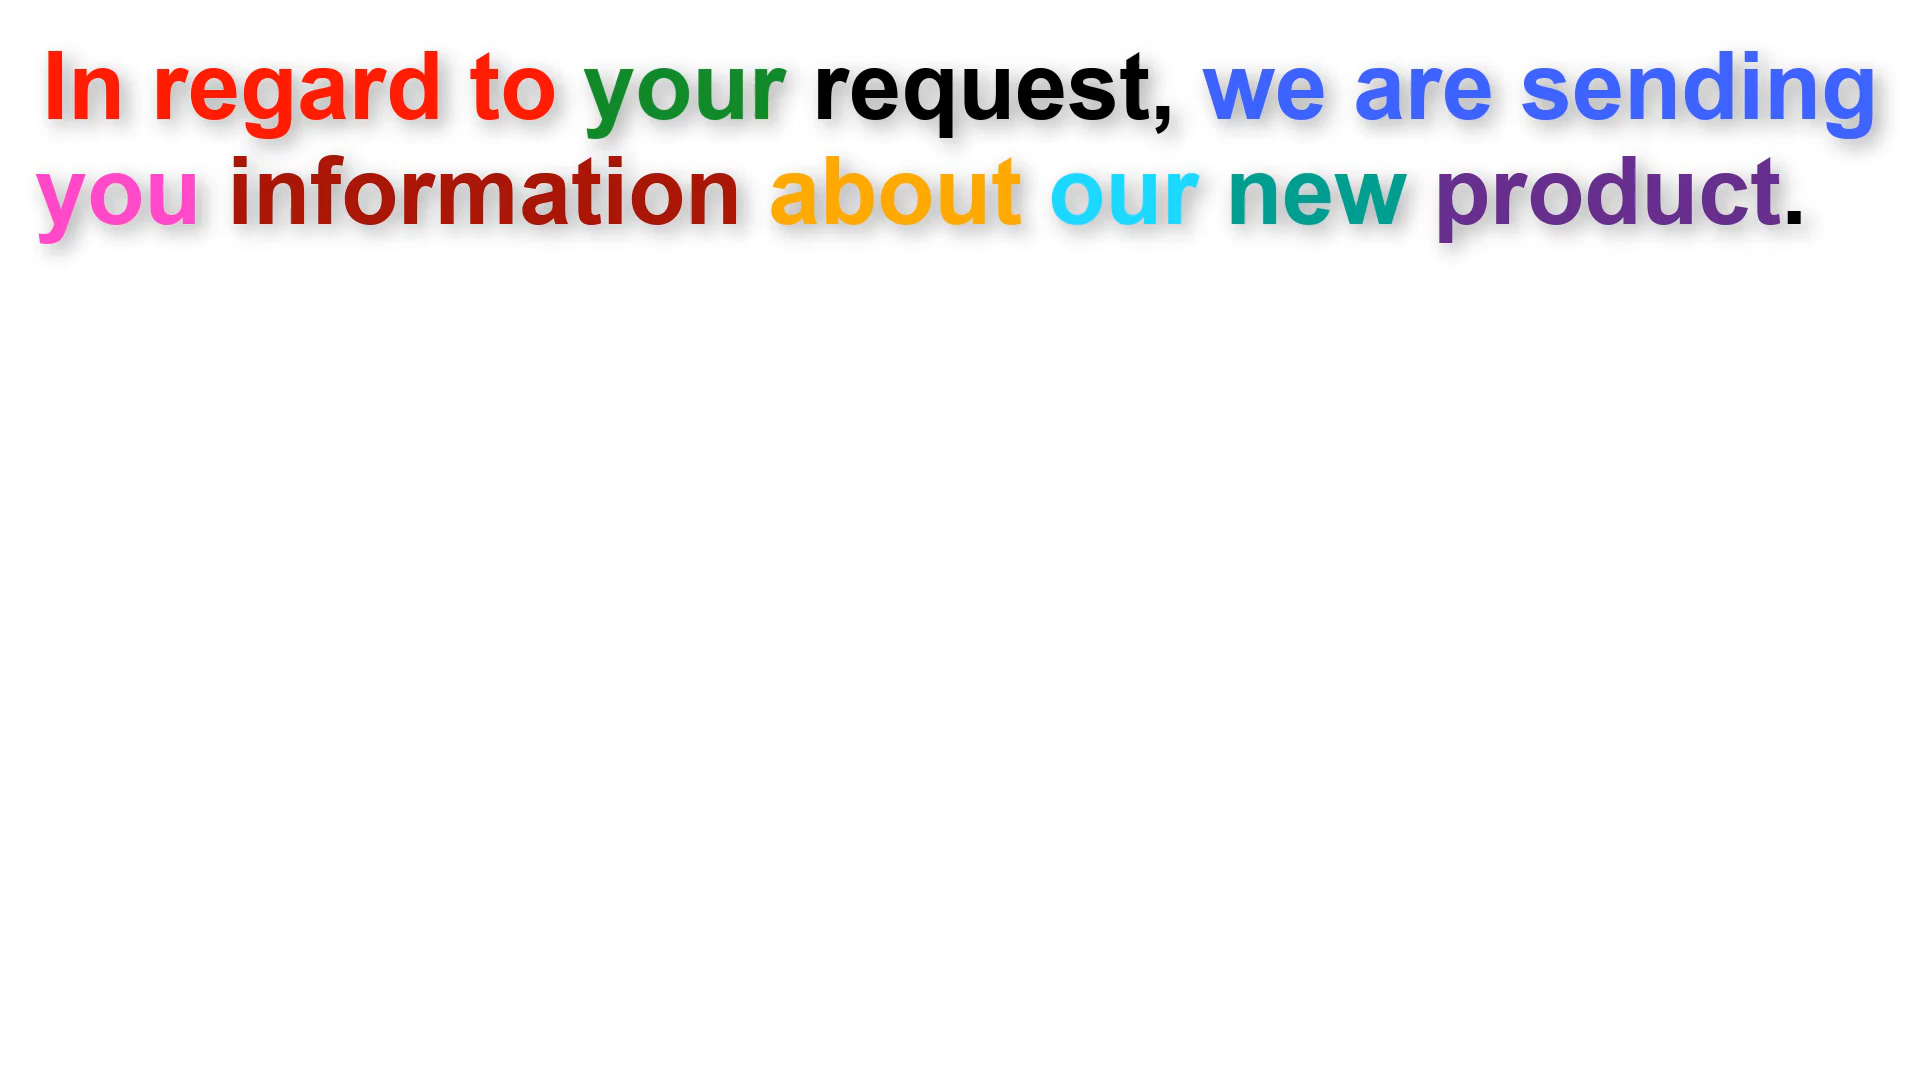 In regard to your request, we are sending
you information about our new product.